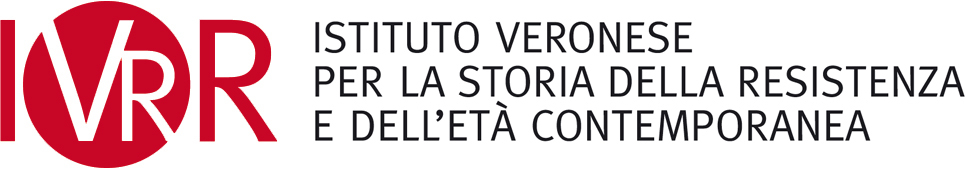 IVRR
ISTITUTO VERONESE
PER LA STORIA DELLA RESISTENZA
E DELL'ETÀ CONTEMPORANEA